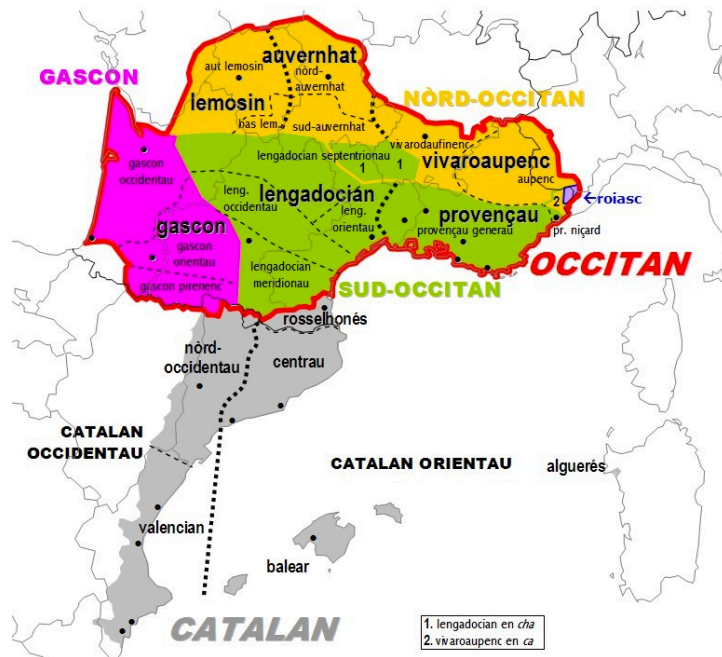 GASCON
auvernhat
aut lemosin
nòrd-
auvernhat
lemosin
NÒRD-OCCITAN
bas lem.
sud-auvernhat
vivarodaufinenc
vivaroaupenc
aupenc
gascon
occidentau
lengadocian septentrionau
1
1
2
←roiasc
lengadocian
leng.
occidentau
leng.
orientau
provençau
provençau generau
pr. niçard
gascon
gascon
orientau
gascon pirenenc
lengadocian
meridionau
OCCITAN
SUD-OCCITAN
rosselhonés
nòrd-
occidentau
centrau
CATALAN
OCCIDENTAU
CATALAN ORIENTAU
alguerés
valencian
balear
CATALAN
1. lengadocian en cha
2. vivaroaupenc en ca